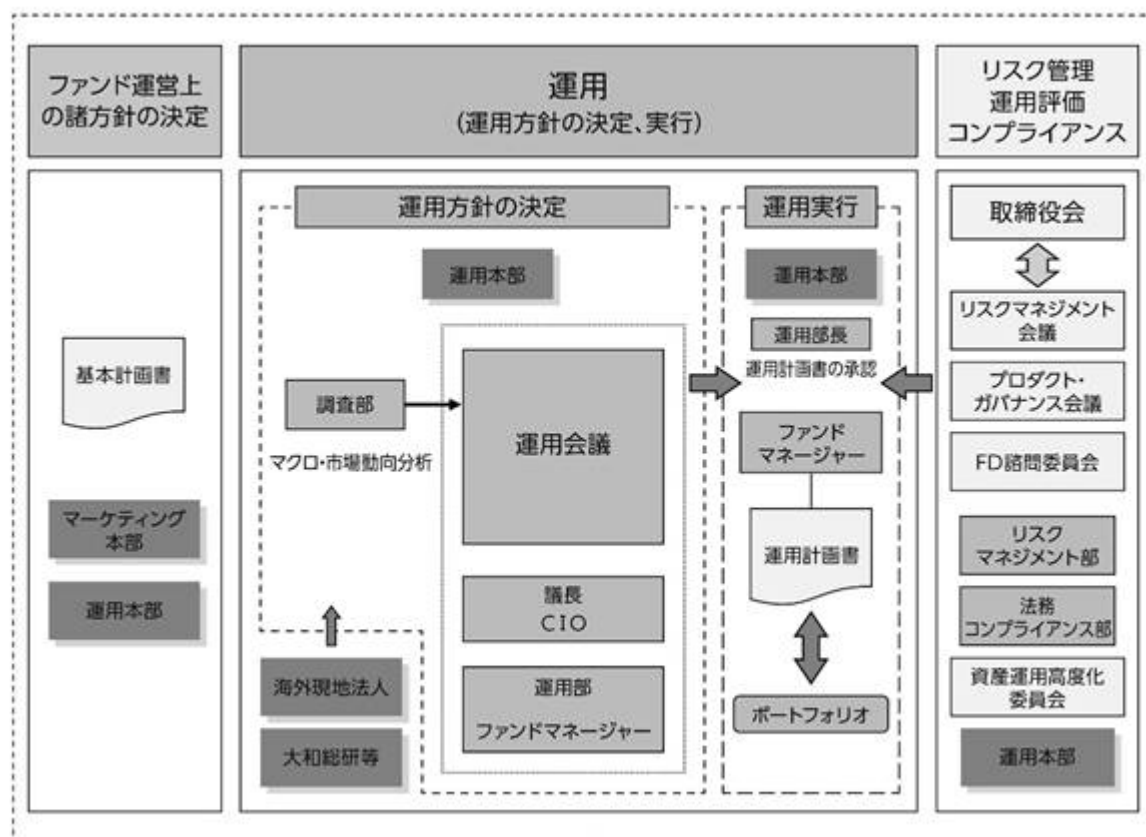 ファンド運営上
の諸方針の決定
運用
(運用方針の決定、実行)
リスク管理
運用評価
コンプライアンス
基本計画書
マーケティング
本部
運用本部
運用方針の決定
運用本部
調査部
マクロ・市場動向分析
運用会議
議長
CIO
運用部
ファンドマネージャー
海外現地法人
大和総研等
運用実行
運用本部
運用部長
運用計画書の承認
ファンド
マネージャー
運用計画書
ポートフォリオ
取締役会
リスクマネジメント
会議
プロダクト・
ガバナンス会議
FD諮問委員会
リスク
マネジメント部
法務
コンプライアンス部
資産運用高度化
委員会
運用本部